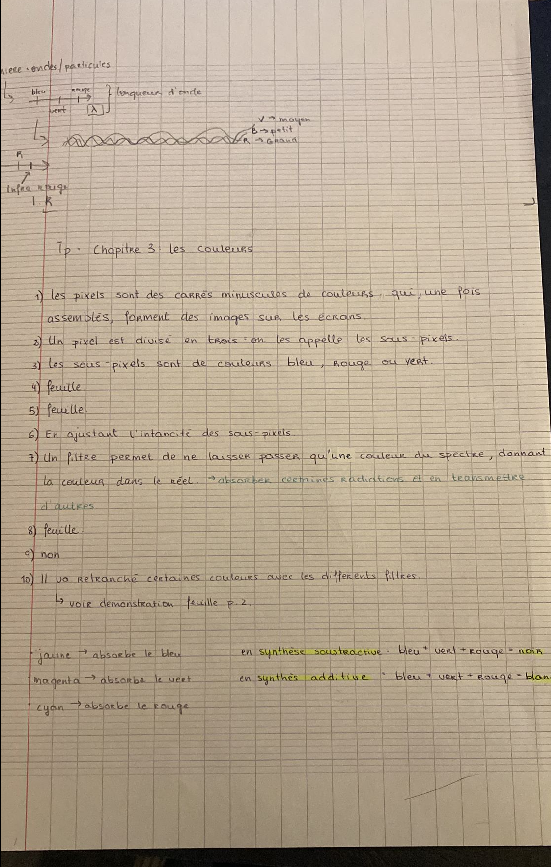 ondes/particules
bleu rouge } longueur d'onde
vert λ
V → moyen
B → petit
R → Grand
R
Infra Rouge
I R
Tp. Chapitre 3: les couleurs
1) les pixels sont des carrés minuscules de couleurs, qui, une fois
assemblés, forment des images sur les écrans.
2) Un pixel est divisé en trois on les appelle les sous-pixels.
3) les sous-pixels sont de couleurs bleu, rouge ou vert.
4) feuille
5) feuille.
6) En ajustant l'intancité des sous-pixels.
7) Un filtre permet de ne laisser passer qu'une couleur du spectre, donnant
la couleur dans le réel. → absorber certaines radiations et en transmettre
d'autres
8) feuille.
9) non
10) Il va retranché certaines couleurs avec les différents filtres
↳ voir demonstration feuille p.2.
jaune → absorbe le bleu en synthèse soustractive. bleu + vert + rouge = noir
magenta → absorbe le vert en synthès additive bleu + vert + rouge = blan
cyan → absorbe le rouge